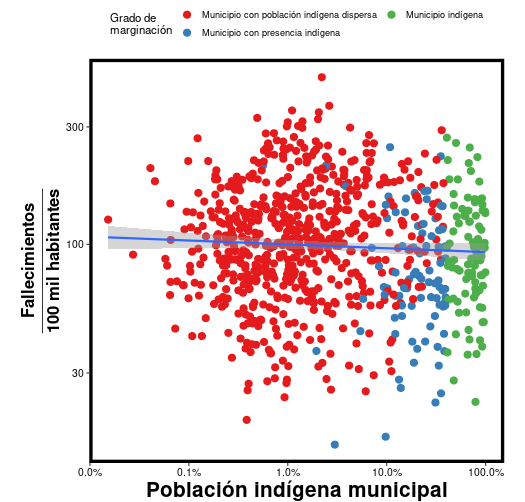 Grado de
marginación
Municipio con población indígena dispersa
Municipio indígena
Municipio con presencia indígena
Fallecimientos
100 mil habitantes
300
100
30
0.0%
0.1%
1.0%
10.0%
100.0%
Población indígena municipal